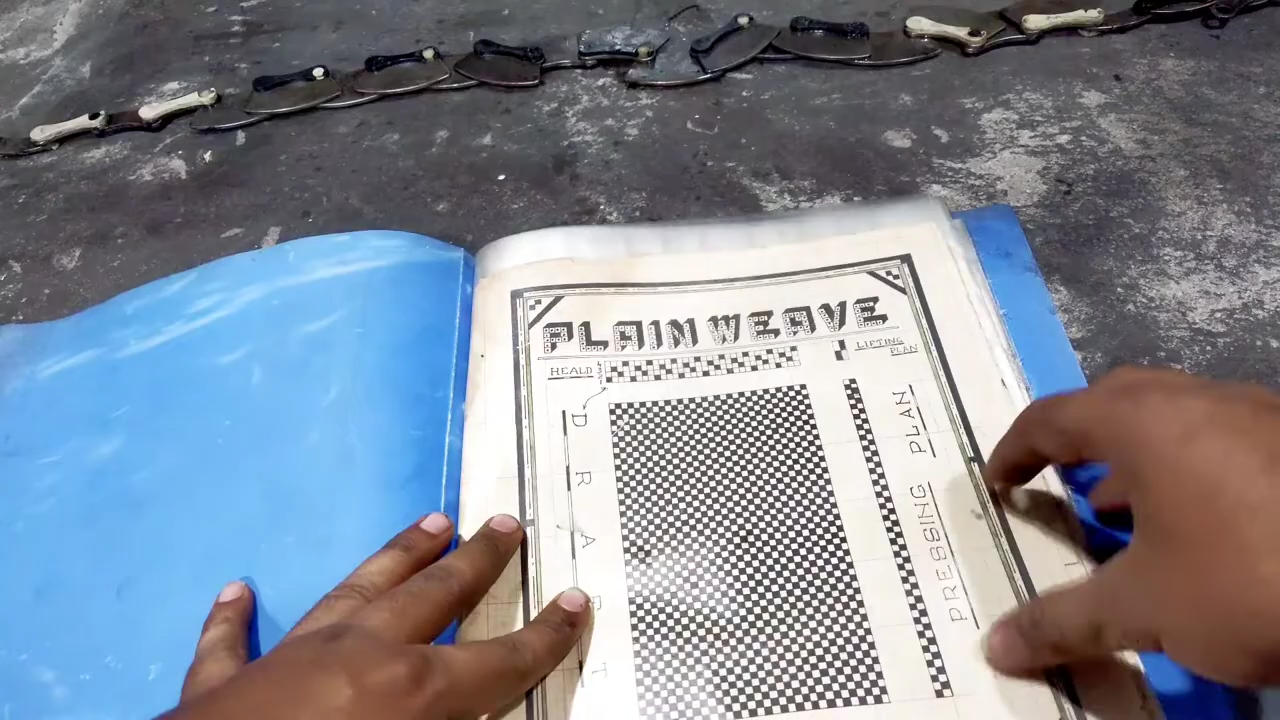 PLAIN WEAVE
HEALD
LIFTING
PLAN
DRAFT
PRESSING PLAN